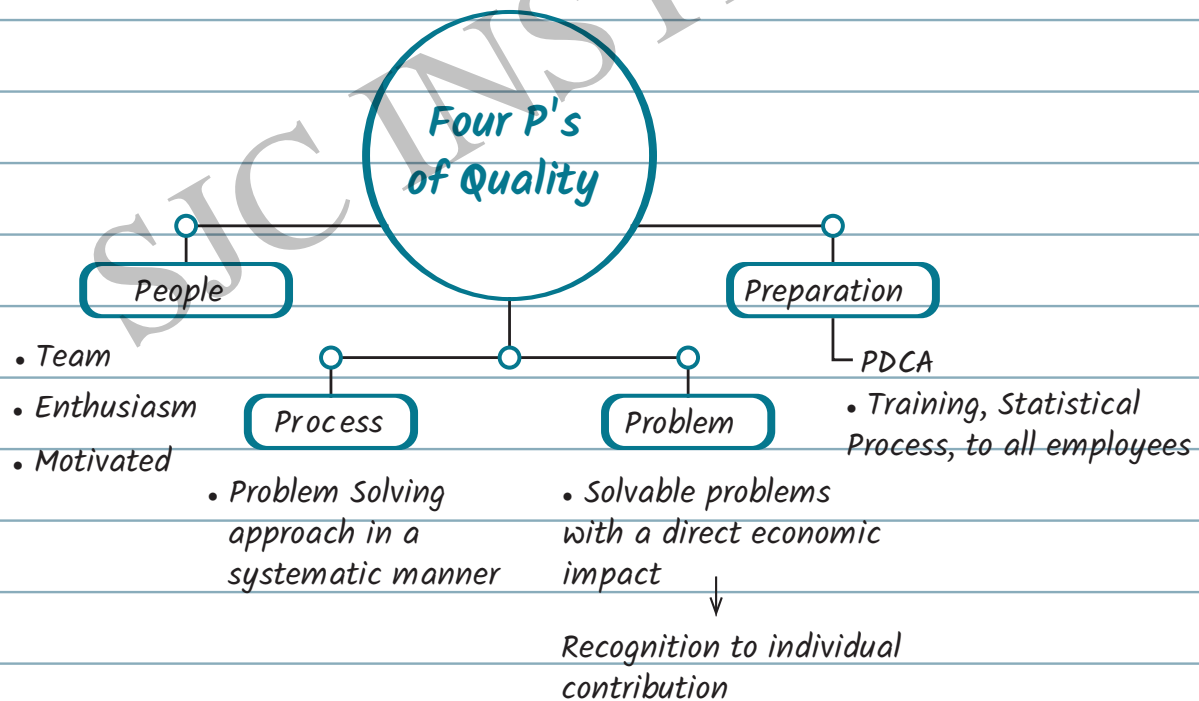 SJC INST
Four P's
of Quality
People
• Team
• Enthusiasm
• Motivated
Process
• Problem Solving
approach in a
systematic manner
Problem
• Solvable problems
with a direct economic
impact
Recognition to individual
contribution
Preparation
PDCA
• Training, Statistical
Process, to all employees